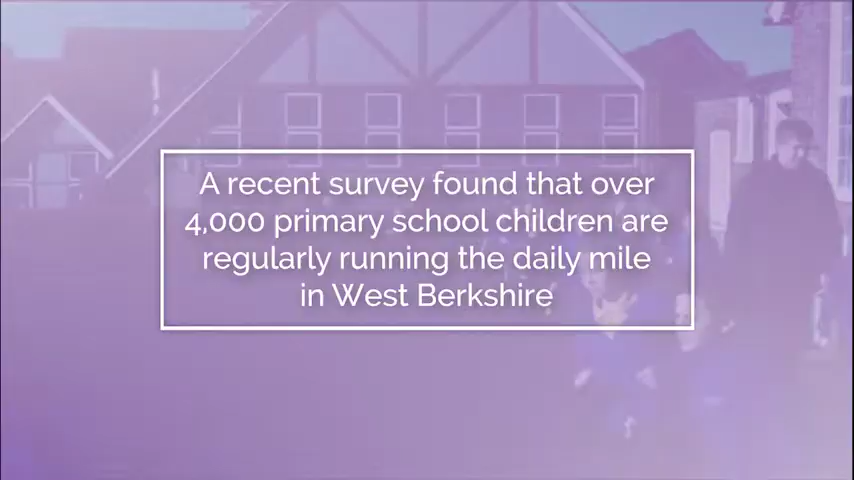 A recent survey found that over
4,000 primary school children are
regularly running the daily mile
in West Berkshire